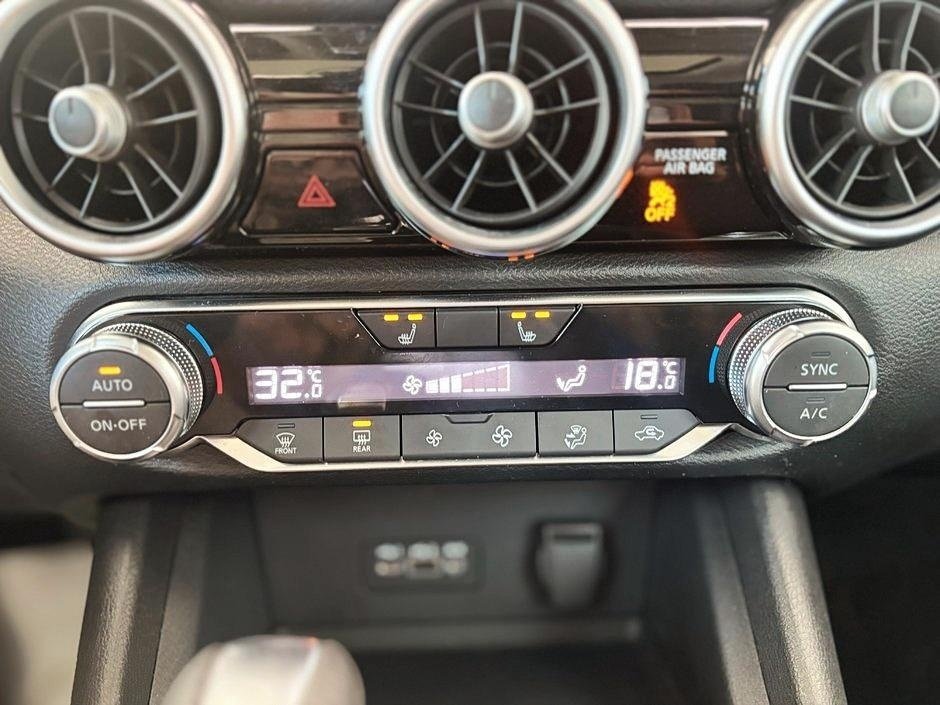 PASSENGER
AIR BAG
OFF
AUTO
ON·OFF
32.0°C
18.0°C
SYNC
A/C
FRONT
REAR